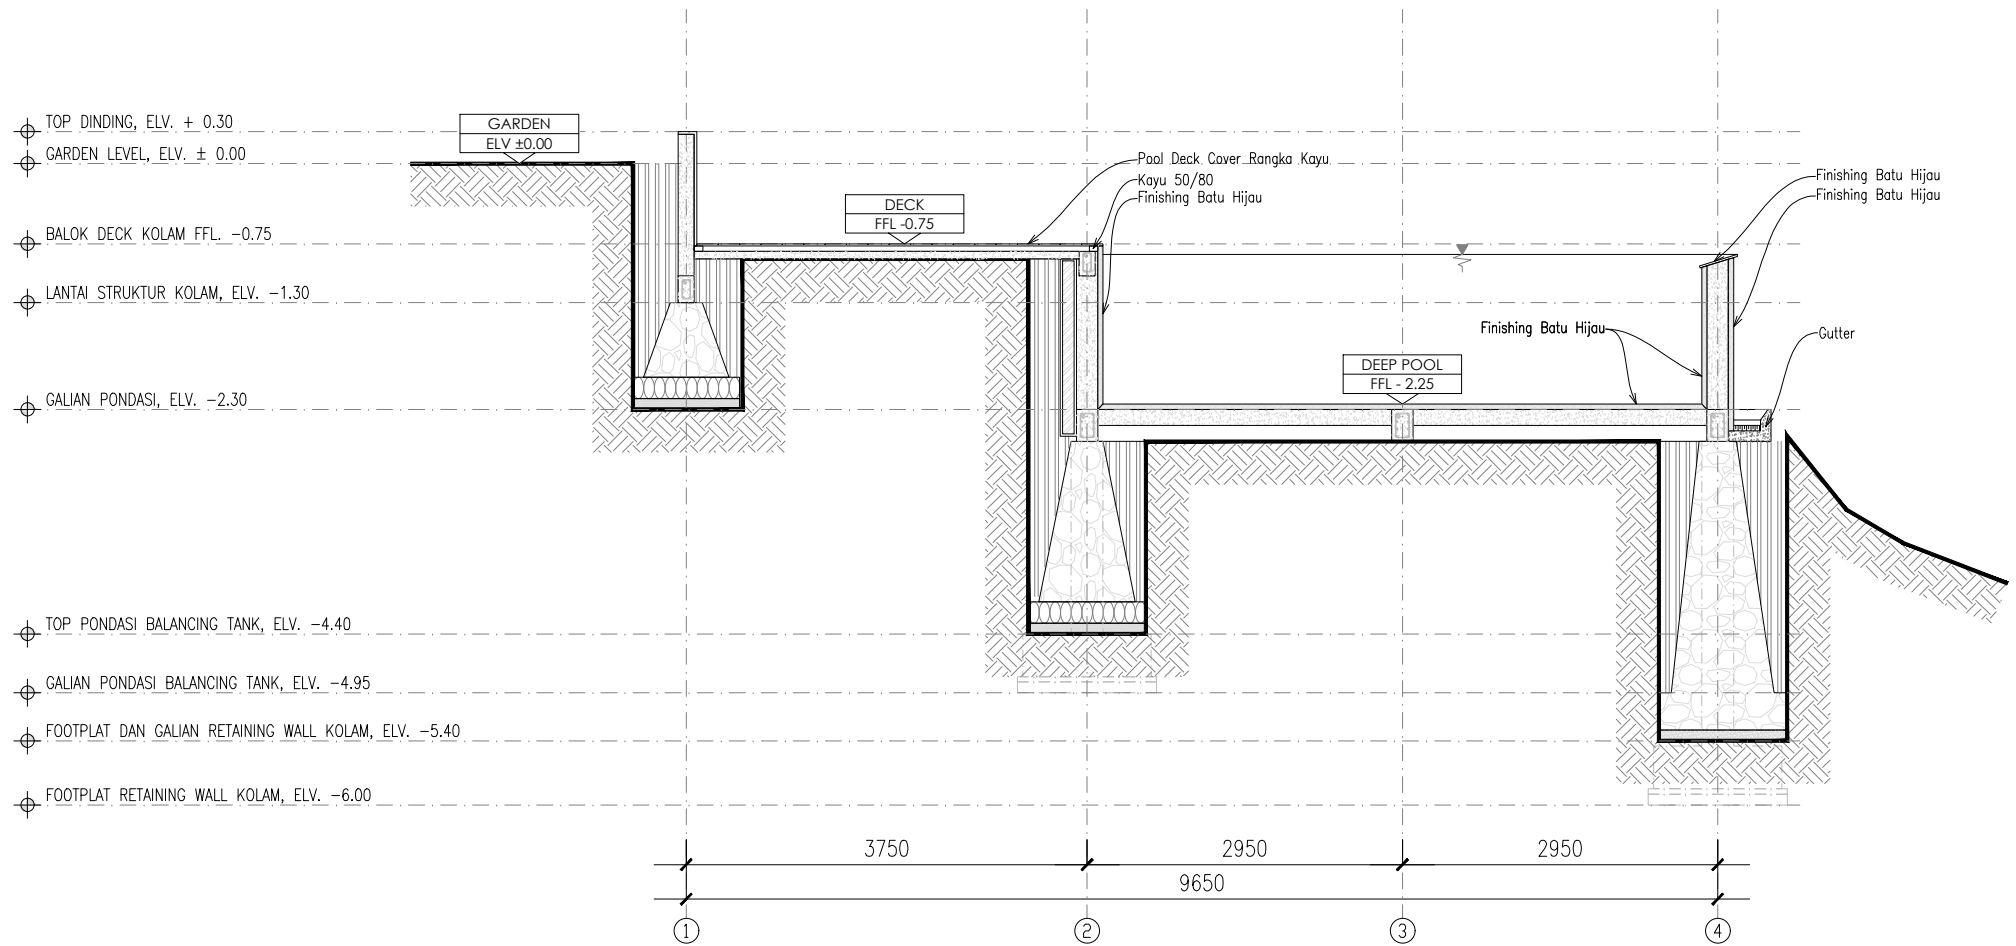 TOP DINDING, ELV. + 0.30
GARDEN LEVEL, ELV. ± 0.00
BALOK DECK KOLAM FFL. -0.75
LANTAI STRUKTUR KOLAM, ELV. -1.30
GALIAN PONDASI, ELV. -2.30
TOP PONDASI BALANCING TANK, ELV. -4.40
GALIAN PONDASI BALANCING TANK, ELV. -4.95
FOOTPLAT DAN GALIAN RETAINING WALL KOLAM, ELV. -5.40
FOOTPLAT RETAINING WALL KOLAM, ELV. -6.00
GARDEN
ELV ±0.00
DECK
FFL -0.75
Pool Deck Cover Rangka Kayu
Kayu 50/80
Finishing Batu Hijau
Finishing Batu Hijau
Finishing Batu Hijau
Finishing Batu Hijau
Gutter
DEEP POOL
FFL - 2.25
3750
2950
2950
9650
1
2
3
4